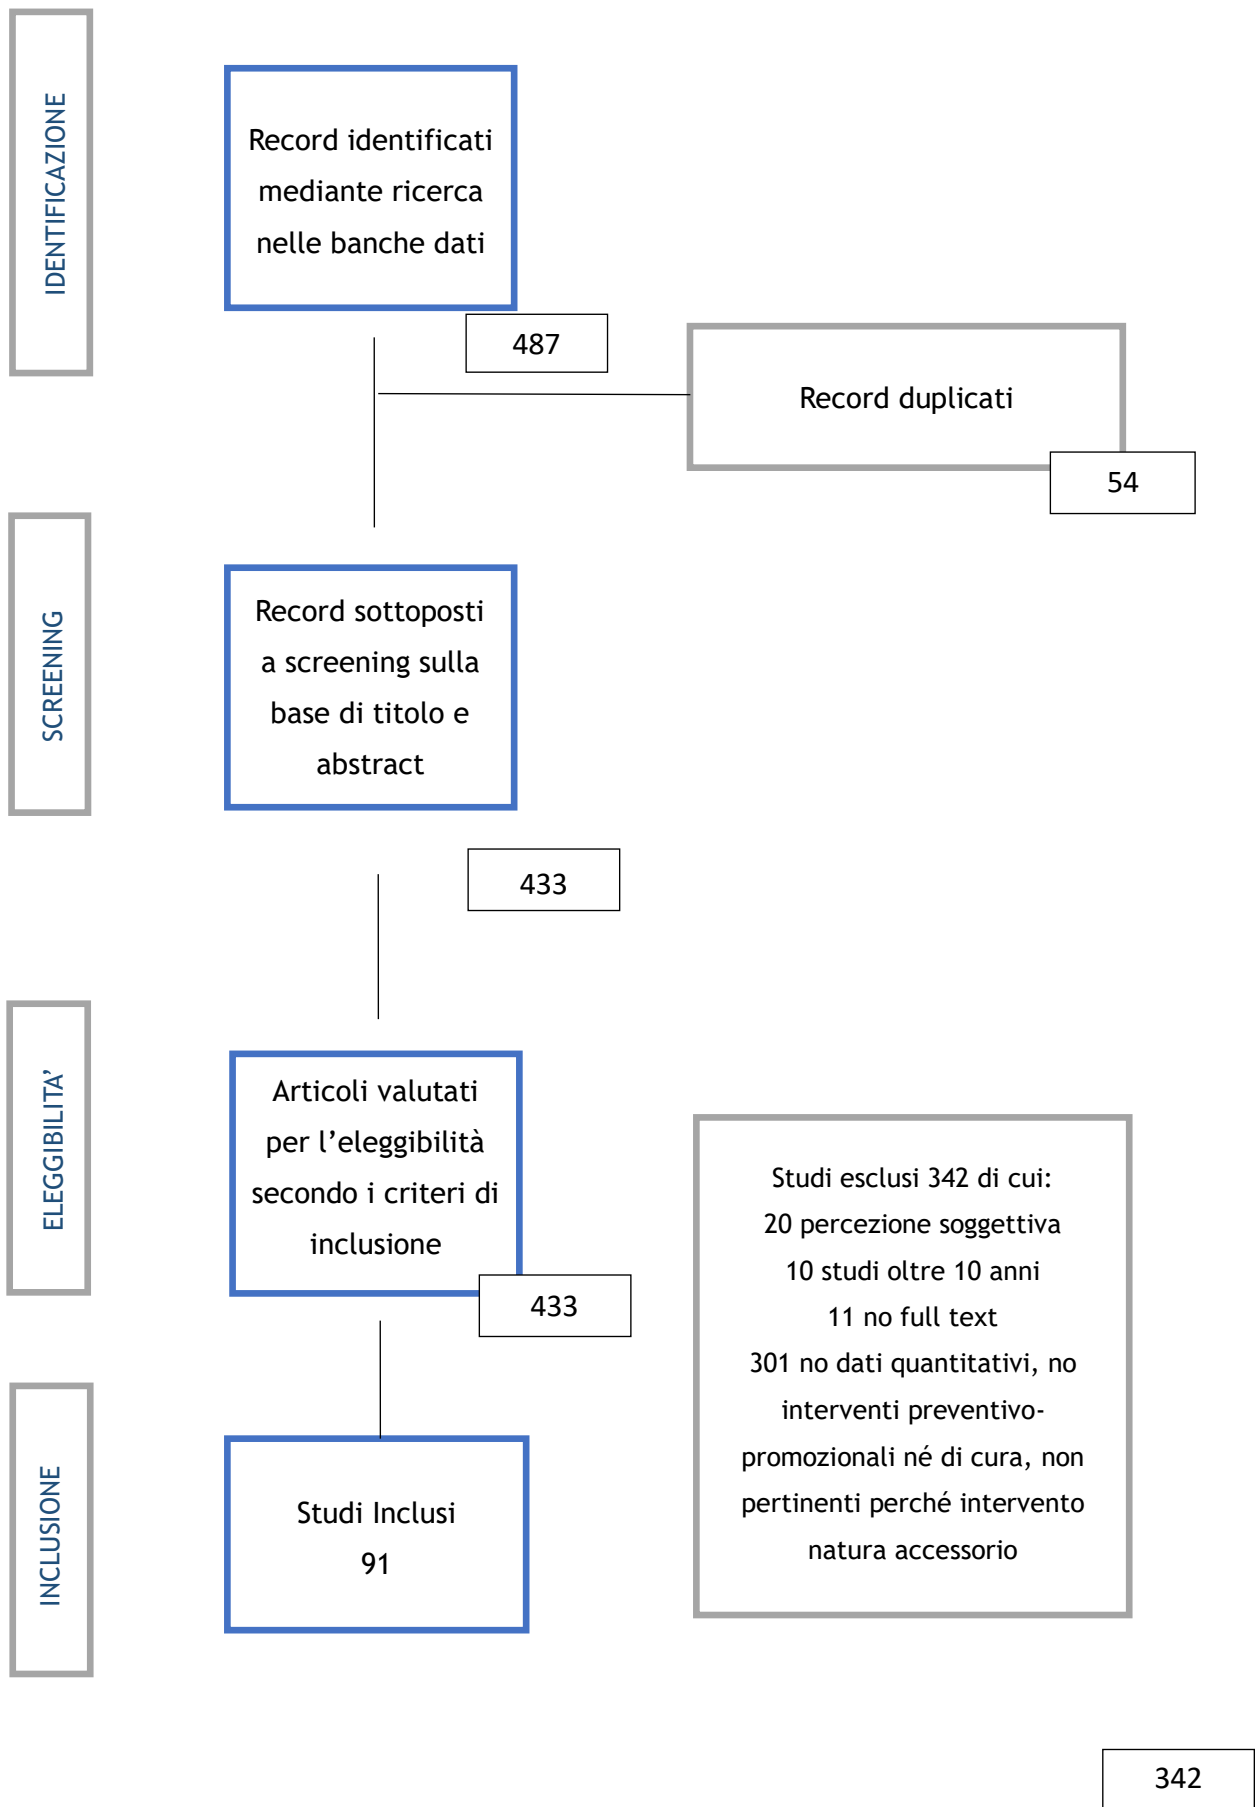 IDENTIFICAZIONE
Record identificati
mediante ricerca
nelle banche dati
487
Record duplicati
54
SCREENING
Record sottoposti
a screening sulla
base di titolo e
abstract
433
ELEGGIBILITA’
Articoli valutati
per l’eleggibilità
secondo i criteri di
inclusione
433
Studi esclusi 342 di cui:
20 percezione soggettiva
10 studi oltre 10 anni
11 no full text
301 no dati quantitativi, no
interventi preventivo-
promozionali né di cura, non
pertinenti perché intervento
natura accessorio
INCLUSIONE
Studi Inclusi
91
342